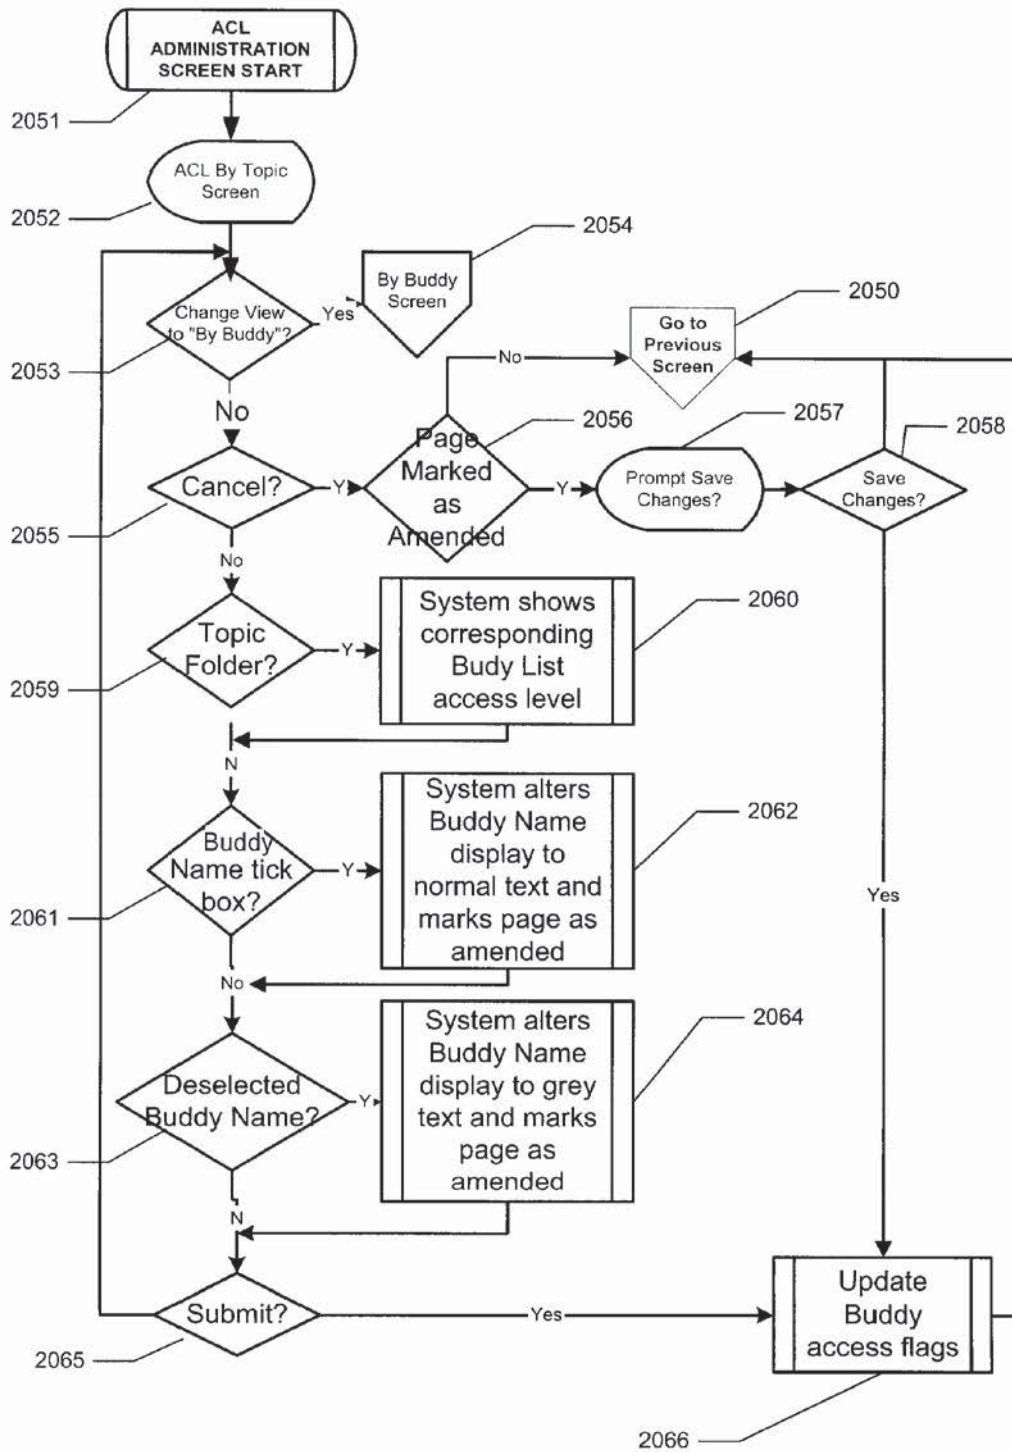 ACL
ADMINISTRATION
SCREEN START
2051
ACL By Topic
Screen
2052
2054
By Buddy
Screen
2050
Go to
Previous
Screen
Change View
to "By Buddy"?
Yes
2053
No
No
2056
2057
2058
Page
Marked
as
Amended
Cancel?
Y
Y
Prompt Save
Changes?
Save
Changes?
2055
No
Topic
Folder?
Y
System shows
corresponding
Budy List
access level
2060
2059
N
Buddy
Name tick
box?
Y
System alters
Buddy Name
display to
normal text and
marks page as
amended
2062
2061
Yes
No
Deselected
Buddy Name?
Y
System alters
Buddy Name
display to grey
text and marks
page as
amended
2064
2063
N
Submit?
Yes
Update
Buddy
access flags
2065
2066